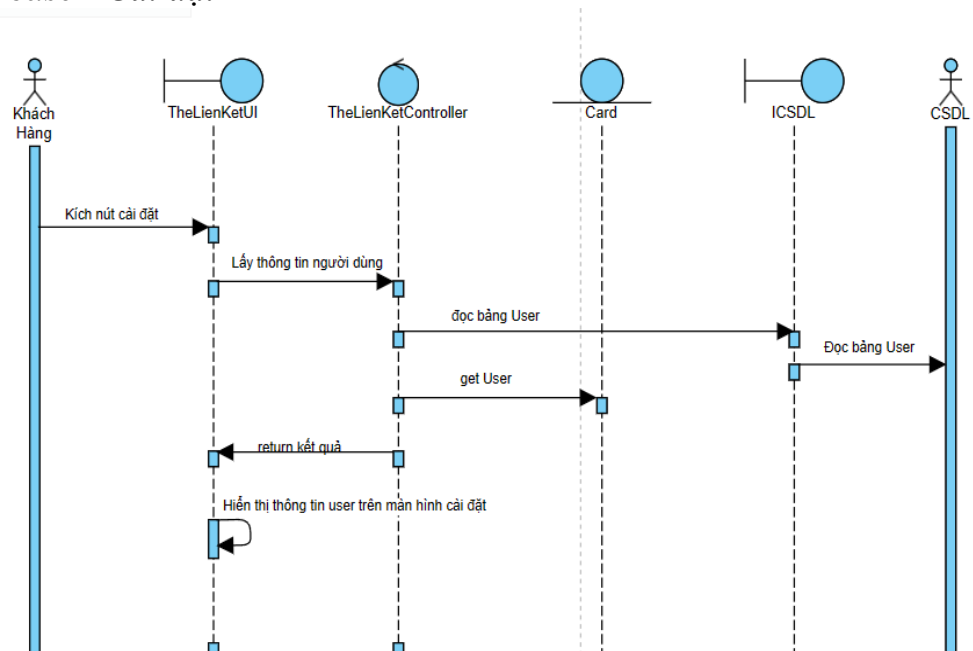 Khách
Hàng
TheLienKetUI
TheLienKetController
Card
ICSDL
CSDL
Kích nút cài đặt
Lấy thông tin người dùng
đọc bảng User
Đọc bảng User
get User
return kết quả
Hiển thị thông tin user trên màn hình cài đặt